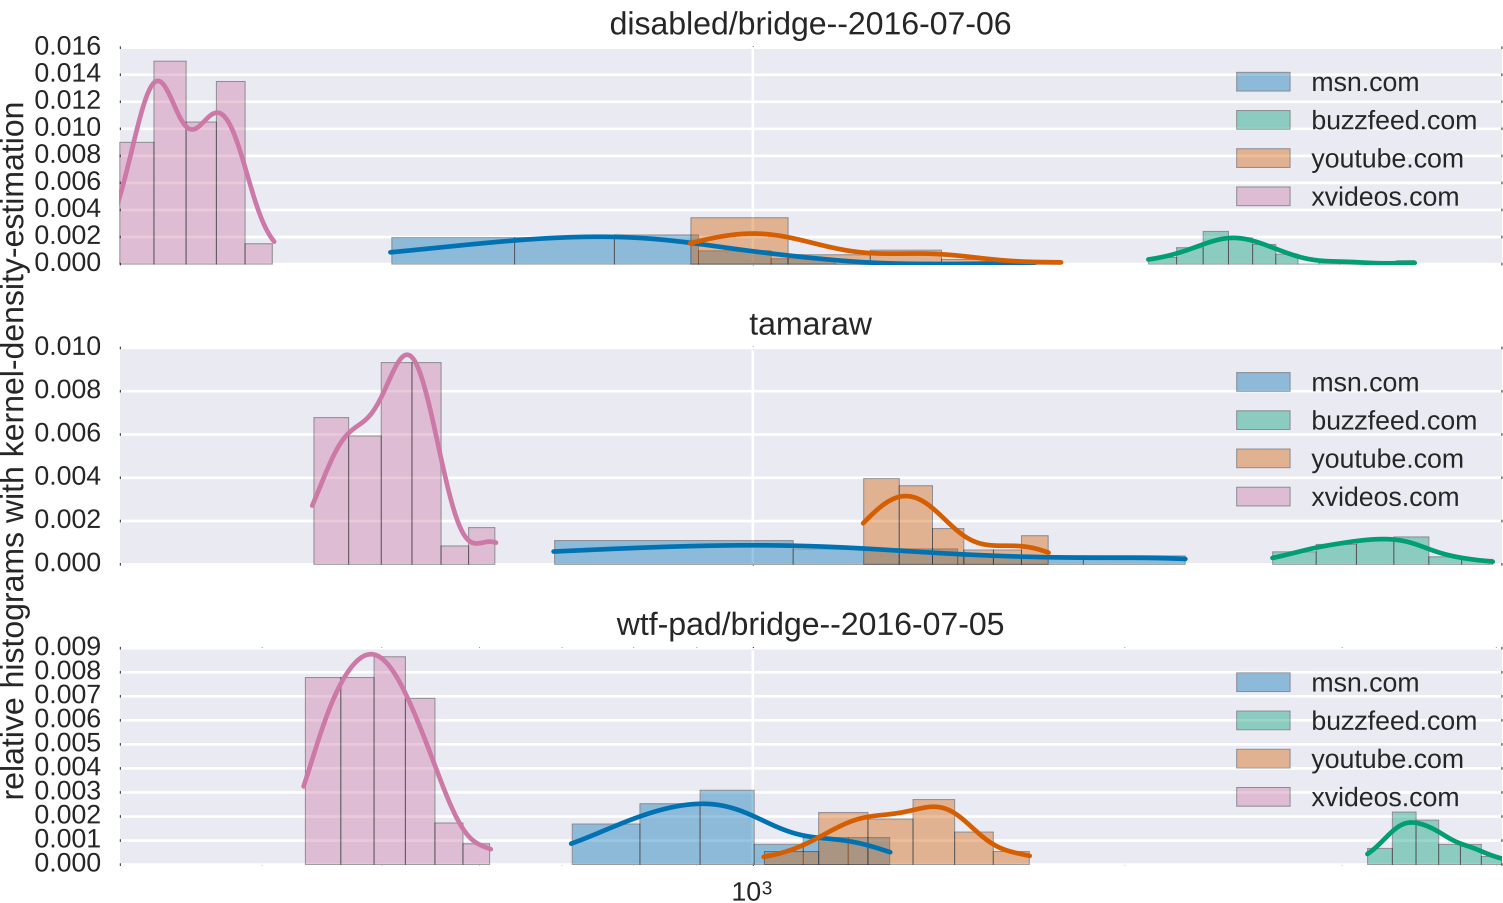 disabled/bridge--2016-07-06
0.016
0.014
0.012
0.010
0.008
0.006
0.004
0.002
0.000
msn.com
buzzfeed.com
youtube.com
xvideos.com
relative histograms with kernel-density-estimation
tamaraw
0.010
0.008
0.006
0.004
0.002
0.000
msn.com
buzzfeed.com
youtube.com
xvideos.com
wtf-pad/bridge--2016-07-05
0.009
0.008
0.007
0.006
0.005
0.004
0.003
0.002
0.001
0.000
msn.com
buzzfeed.com
youtube.com
xvideos.com
10³